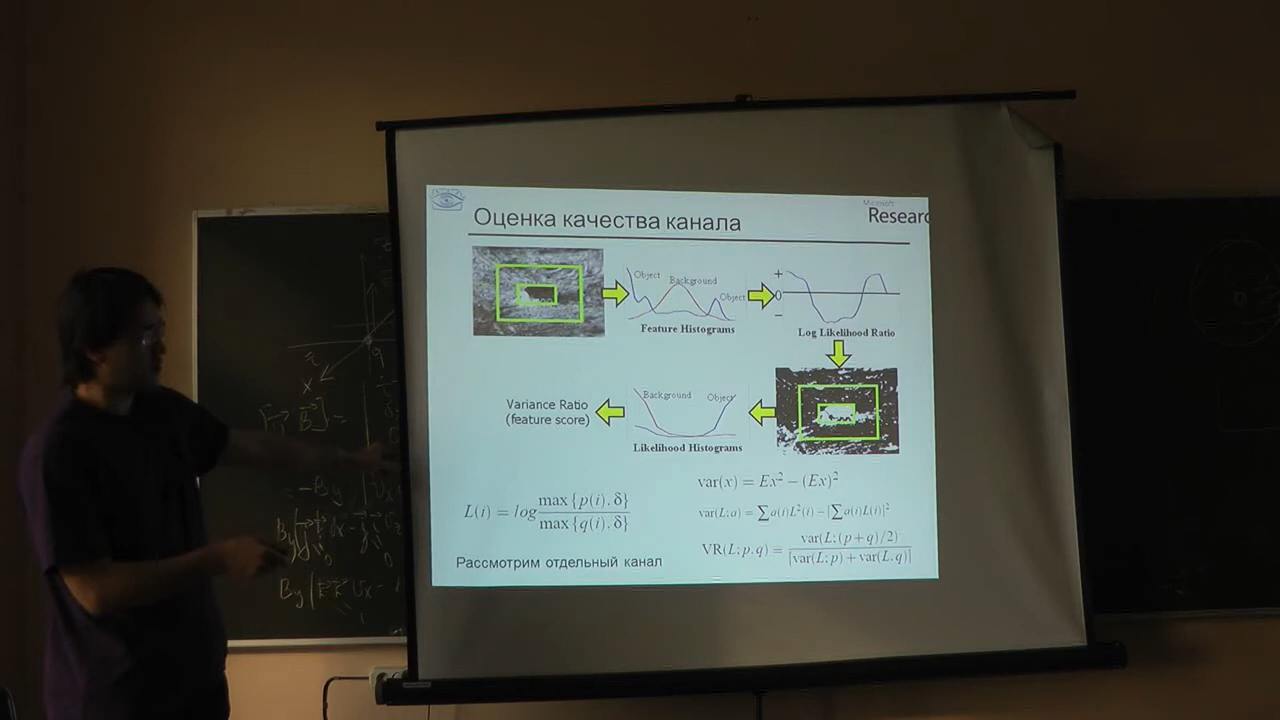 Microsoft
Researc
Оценка качества канала
Object
Background
Object
Feature Histograms
+
0
−
Log Likelihood Ratio
Variance Ratio
(feature score)
Background
Object
Likelihood Histograms
L(i) = log max{p(i), δ} / max{q(i), δ}
var(x) = Ex² − (Ex)²
var(L; a) = ∑ a(i)L²(i) − [∑ a(i)L(i)]²
VR(L; p, q) = var(L; (p + q)/2) / [var(L; p) + var(L, q)]
Рассмотрим отдельный канал